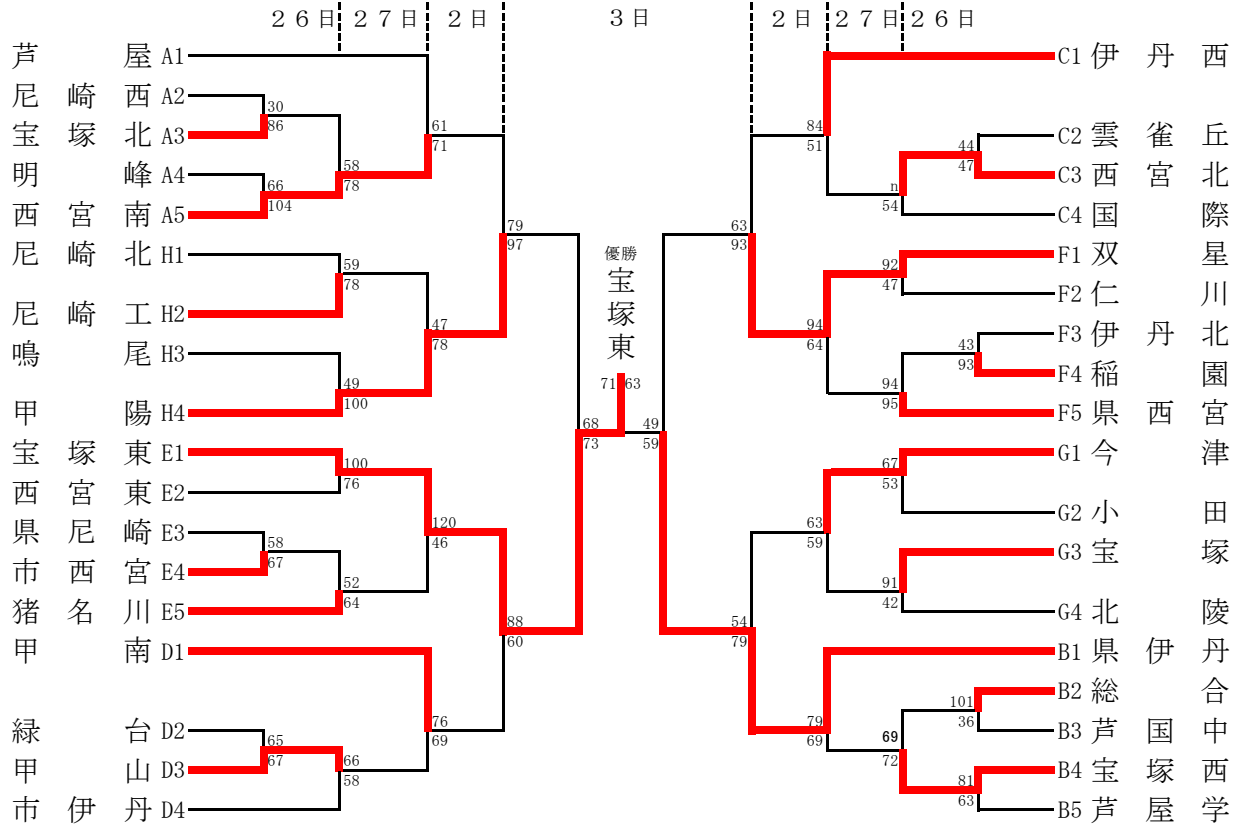 ２６日 ２７日 ２日 ３日 ２日 ２７日 ２６日
芦屋 A1
尼崎西 A2
30
86
宝塚北 A3
58
78
明峰 A4
66
104
西宮南 A5
61
71
尼崎北 H1
59
78
尼崎工 H2
47
78
鳴尾 H3
49
100
甲陽 H4
79
97
宝塚東 E1
100
76
西宮東 E2
120
46
県尼崎 E3
58
67
市西宮 E4
52
64
猪名川 E5
88
60
甲南 D1
76
69
緑台 D2
65
67
甲山 D3
66
58
市伊丹 D4
68
73
優勝
宝塚東
71 63
49
59
C1 伊丹西
84
51
C2 雲雀丘
44
47
C3 西宮北
n
54
C4 国際
63
93
F1 双星
92
47
F2 仁川
94
64
F3 伊丹北
43
93
F4 稲園
94
95
F5 県西宮
G1 今津
67
53
G2 小田
63
59
G3 宝塚
91
42
G4 北陵
54
79
B1 県伊丹
79
69
B2 総合
101
36
B3 芦国中
69
72
B4 宝塚西
81
63
B5 芦屋学